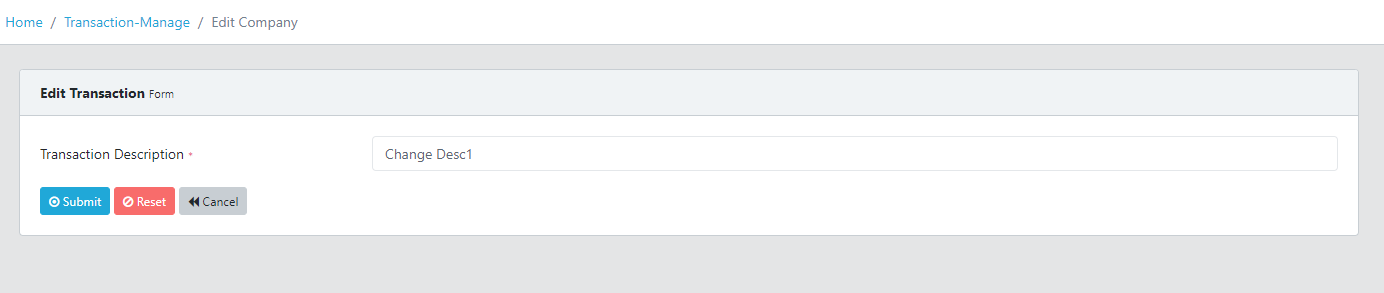 Home / Transaction-Manage / Edit Company
Edit Transaction Form
Transaction Description *
Change Desc1
Submit Reset Cancel